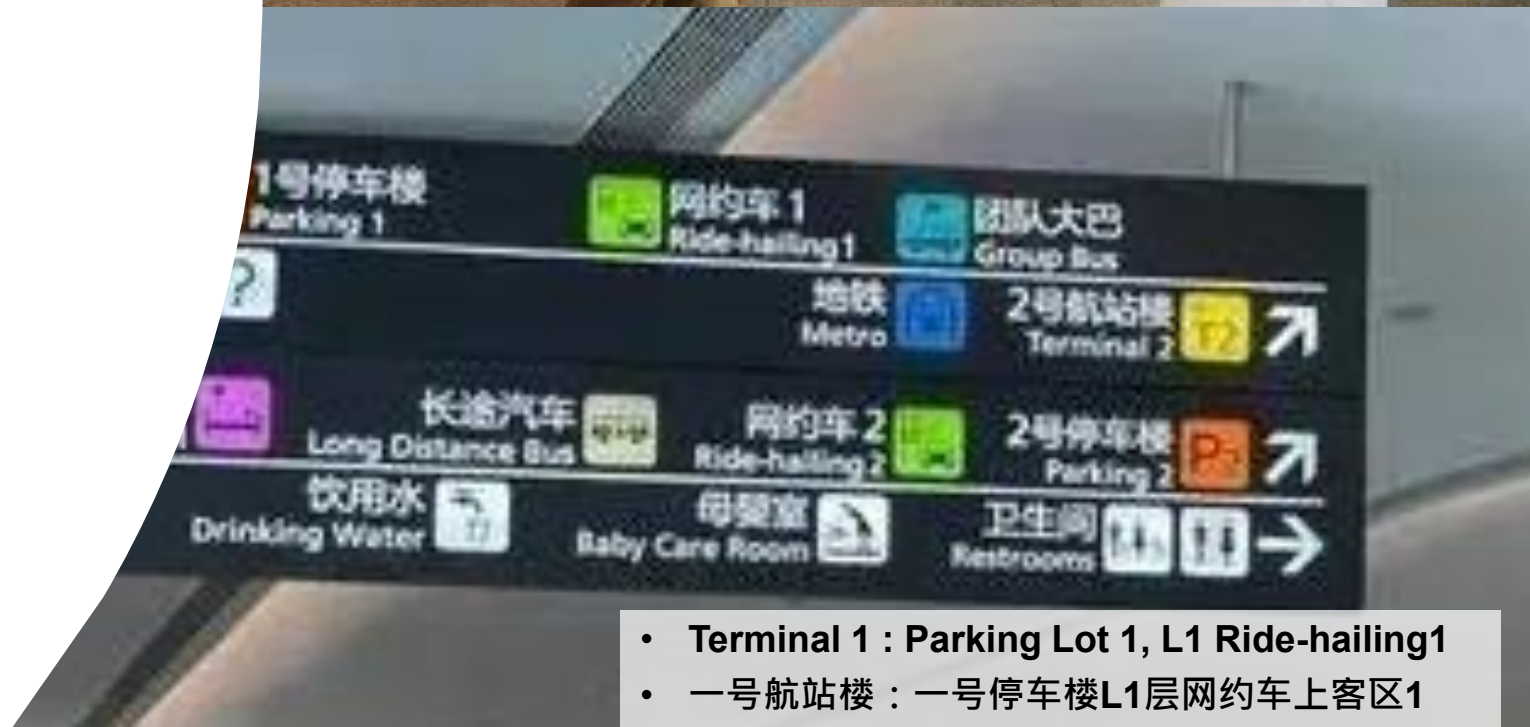 1号停车楼
Parking 1
网约车 1
Ride-hailing1
团队大巴
Group Bus
?
地铁
Metro
2号航站楼
Terminal 2
T2
长途汽车
Long Distance Bus
网约车 2
Ride-hailing2
2号停车楼
Parking 2
P2
饮用水
Drinking Water
母婴室
Baby Care Room
卫生间
Restrooms
• Terminal 1 : Parking Lot 1, L1 Ride-hailing1
• 一号航站楼：一号停车楼L1层网约车上客区1